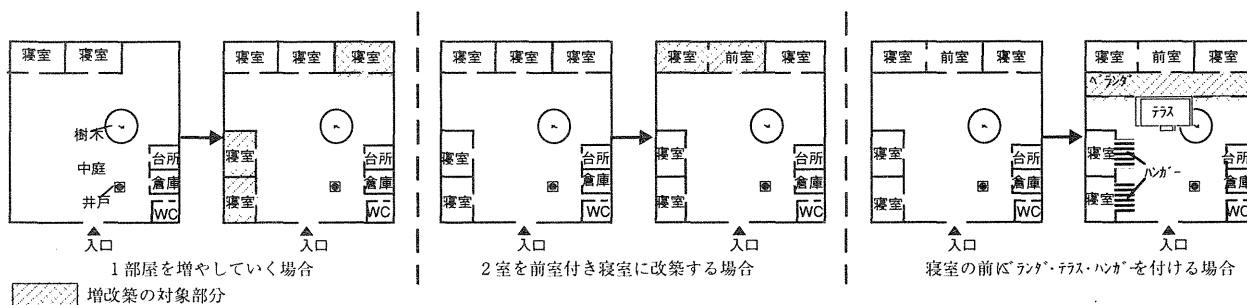 寝室 寝室
樹木
中庭
井戸
台所
倉庫
WC
入口
寝室 寝室 寝室
寝室
寝室
台所
倉庫
WC
入口
1部屋を増やしていく場合
寝室 寝室 寝室
寝室
寝室
台所
倉庫
WC
入口
寝室 前室 寝室
寝室
寝室
台所
倉庫
WC
入口
2室を前室付き寝室に改築する場合
寝室 前室 寝室
寝室
寝室
台所
倉庫
WC
入口
寝室 前室 寝室
ベランダ
テラス
寝室
寝室
ハンガー
台所
倉庫
WC
入口
寝室の前にベランダ・テラス・ハンガーを付ける場合
増改築の対象部分